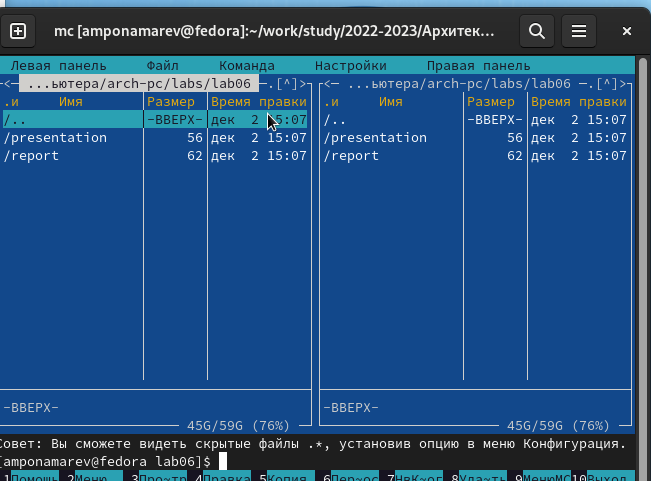 mc [amponamarev@fedora]:~/work/study/2022-2023/Архитек...
Левая панель Файл Команда Настройки Правая панель
<— ...ьютера/arch-pc/labs/lab06 —.[^]> <— ...ьютера/arch-pc/labs/lab06 —.[^]>
.и Имя Размер Время правки .и Имя Размер Время правки
/.. -ВВЕРХ- дек 2 15:07 /.. -ВВЕРХ- дек 2 15:07
/presentation 56 дек 2 15:07 /presentation 56 дек 2 15:07
/report 62 дек 2 15:07 /report 62 дек 2 15:07
-ВВЕРХ- -ВВЕРХ-
45G/59G (76%) 45G/59G (76%)
Совет: Вы сможете видеть скрытые файлы .*, установив опцию в меню Конфигурация.
[amponamarev@fedora lab06]$
1Помощь 2Меню 3Про~тр 4Правка 5Копия 6Пер~ос 7НвК~ог 8Уда~ть 9МенюMC 10Выход